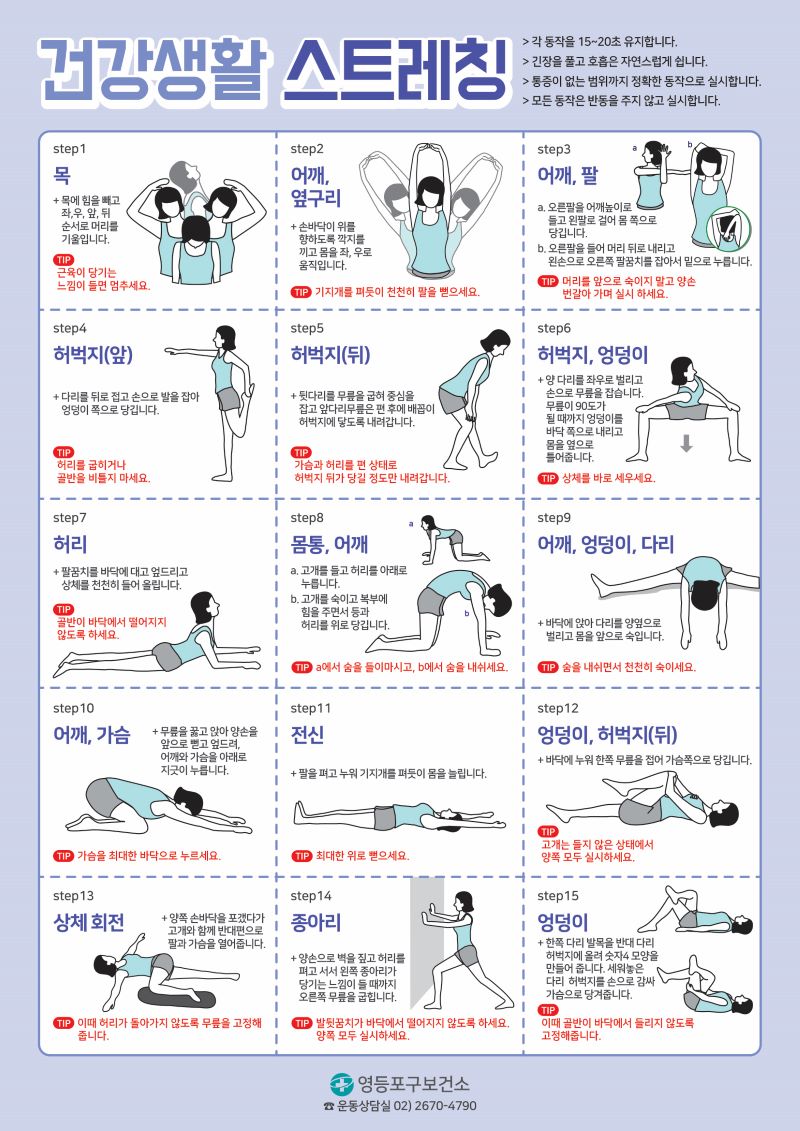 건강생활 스트레칭
> 각 동작을 15~20초 유지합니다.
> 긴장을 풀고 호흡은 자연스럽게 쉽니다.
> 통증이 없는 범위까지 정확한 동작으로 실시합니다.
> 모든 동작은 반동을 주지 않고 실시합니다.
step1
목
+ 목에 힘을 빼고
좌,우, 앞, 뒤
순서로 머리를
기울입니다.
TIP
근육이 당기는
느낌이 들면 멈추세요.
step2
어깨,
옆구리
+ 손바닥이 위를
향하도록 깍지를
끼고 몸을 좌, 우로
움직입니다.
TIP 기지개를 펴듯이 천천히 팔을 뻗으세요.
step3
어깨, 팔
a
b
a. 오른팔을 어깨높이로
들고 왼팔로 걸어 몸 쪽으로
당깁니다.
b. 오른팔을 들어 머리 뒤로 내리고
왼손으로 오른쪽 팔꿈치를 잡아서 밑으로 누릅니다.
TIP 머리를 앞으로 숙이지 말고 양손
번갈아 가며 실시 하세요.
step4
허벅지(앞)
+ 다리를 뒤로 접고 손으로 발을 잡아
엉덩이 쪽으로 당깁니다.
TIP
허리를 굽히거나
골반을 비틀지 마세요.
step5
허벅지(뒤)
+ 뒷다리를 무릎을 굽혀 중심을
잡고 앞다리무릎은 편 후에 배꼽이
허벅지에 닿도록 내려갑니다.
TIP
가슴과 허리를 편 상태로
허벅지 뒤가 당길 정도만 내려갑니다.
step6
허벅지, 엉덩이
+ 양 다리를 좌우로 벌리고
손으로 무릎을 잡습니다.
무릎이 90도가
될 때까지 엉덩이를
바닥 쪽으로 내리고
몸을 옆으로
틀어줍니다.
TIP 상체를 바로 세우세요.
step7
허리
+ 팔꿈치를 바닥에 대고 엎드리고
상체를 천천히 들어 올립니다.
TIP
골반이 바닥에서 떨어지지
않도록 하세요.
step8
몸통, 어깨
a
a. 고개를 들고 허리를 아래로
누릅니다.
b. 고개를 숙이고 복부에
힘을 주면서 등과
허리를 위로 당깁니다.
b
TIP a에서 숨을 들이마시고, b에서 숨을 내쉬세요.
step9
어깨, 엉덩이, 다리
+ 바닥에 앉아 다리를 양옆으로
벌리고 몸을 앞으로 숙입니다.
TIP 숨을 내쉬면서 천천히 숙이세요.
step10
어깨, 가슴
+ 무릎을 꿇고 앉아 양손을
앞으로 뻗고 엎드려,
어깨와 가슴을 아래로
지긋이 누릅니다.
TIP 가슴을 최대한 바닥으로 누르세요.
step11
전신
+ 팔을 펴고 누워 기지개를 펴듯이 몸을 늘립니다.
TIP 최대한 위로 뻗으세요.
step12
엉덩이, 허벅지(뒤)
+ 바닥에 누워 한쪽 무릎을 접어 가슴쪽으로 당깁니다.
TIP
고개는 들지 않은 상태에서
양쪽 모두 실시하세요.
step13
상체 회전
+ 양쪽 손바닥을 포갰다가
고개와 함께 반대편으로
팔과 가슴을 열어줍니다.
TIP 이때 허리가 돌아가지 않도록 무릎을 고정해
줍니다.
step14
종아리
+ 양손으로 벽을 짚고 허리를
펴고 서서 왼쪽 종아리가
당기는 느낌이 들 때까지
오른쪽 무릎을 굽힙니다.
TIP 발뒷꿈치가 바닥에서 떨어지지 않도록 하세요.
양쪽 모두 실시하세요.
step15
엉덩이
+ 한쪽 다리 발목을 반대 다리
허벅지에 올려 숫자4 모양을
만들어 줍니다. 세워놓은
다리 허벅지를 손으로 감싸
가슴으로 당겨줍니다.
TIP
이때 골반이 바닥에서 들리지 않도록
고정해줍니다.
영등포구보건소
☎ 운동상담실 02) 2670-4790